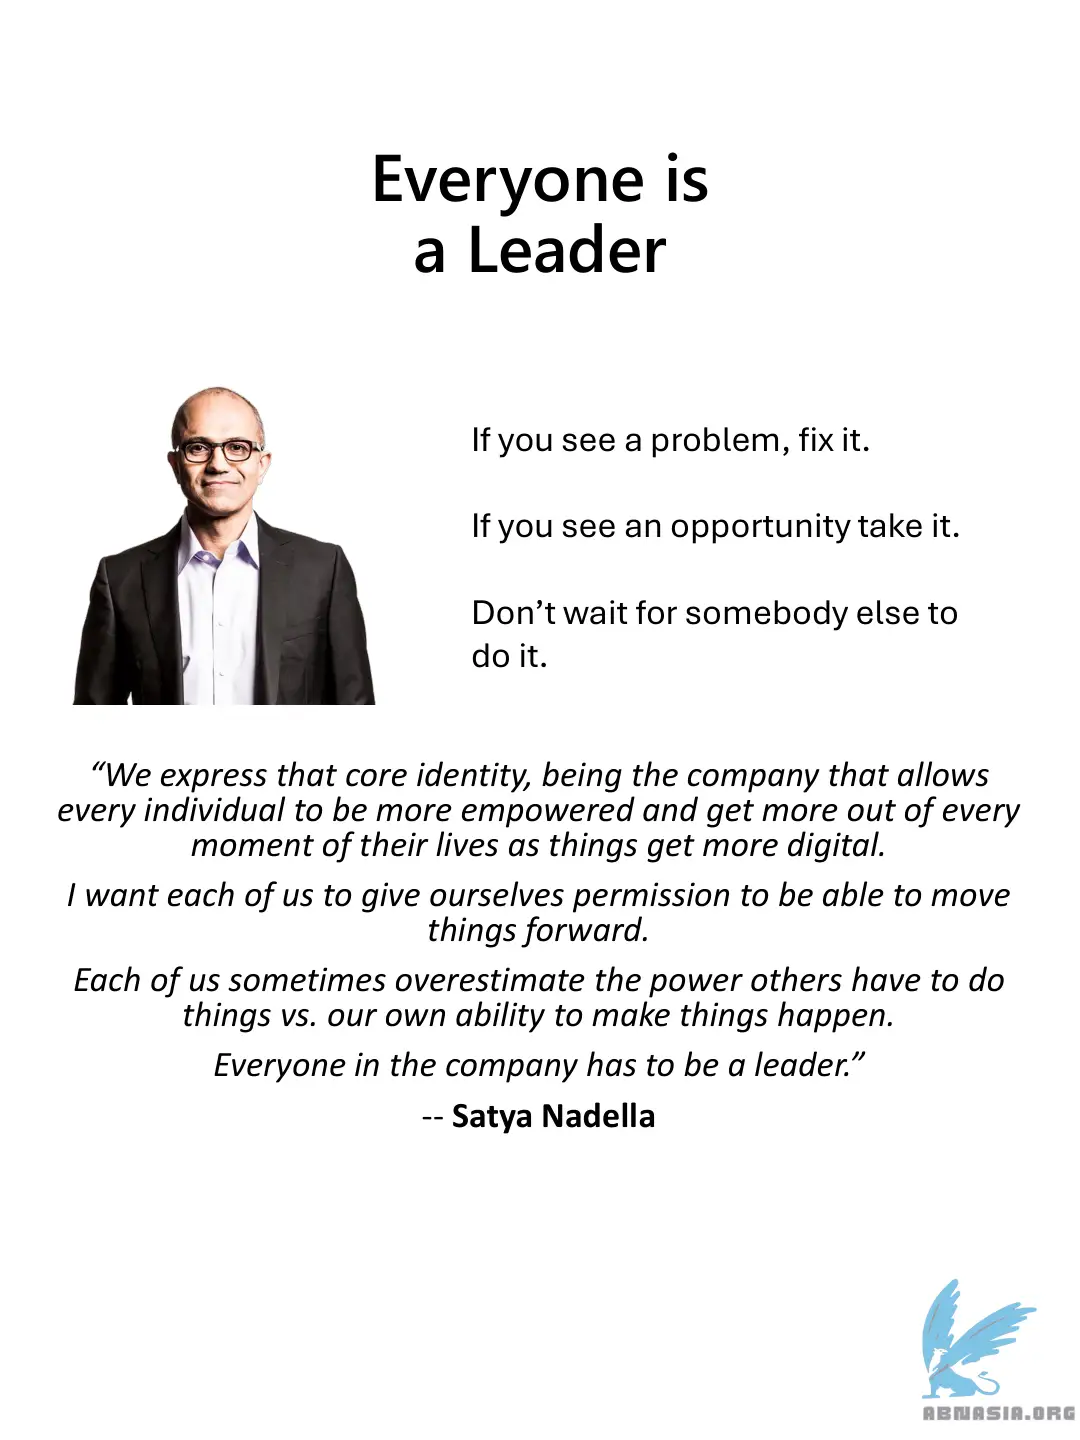 Everyone is
a Leader
If you see a problem, fix it.
If you see an opportunity take it.
Don’t wait for somebody else to
do it.
“We express that core identity, being the company that allows
every individual to be more empowered and get more out of every
moment of their lives as things get more digital.
I want each of us to give ourselves permission to be able to move
things forward.
Each of us sometimes overestimate the power others have to do
things vs. our own ability to make things happen.
Everyone in the company has to be a leader.”
-- Satya Nadella
ABNASIA.ORG